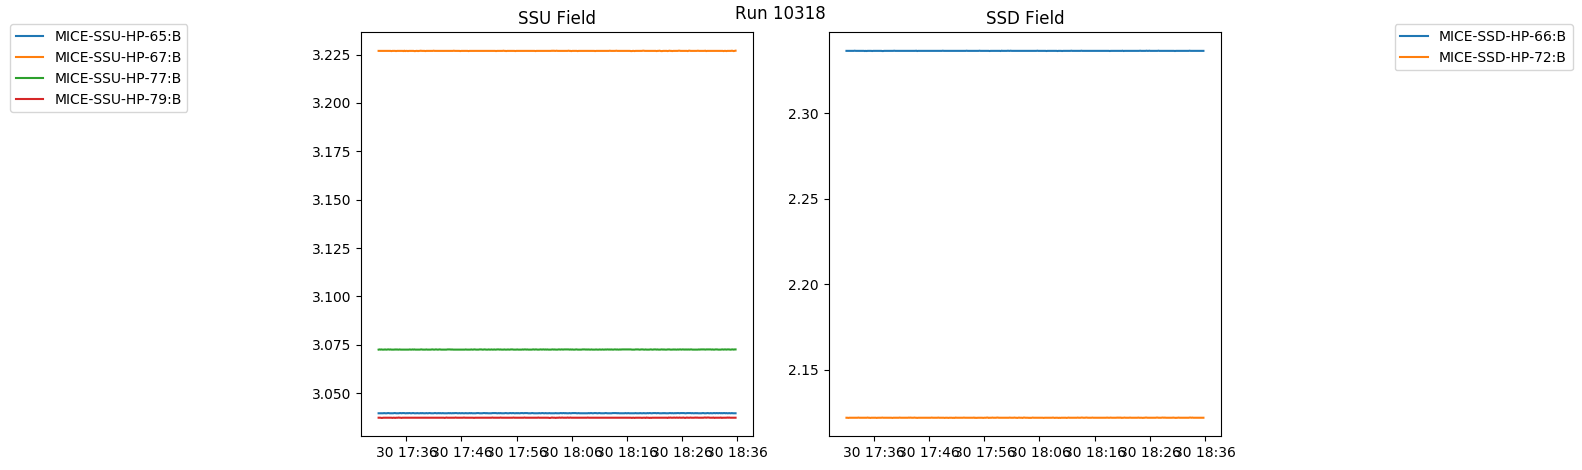 Run 10318
MICE-SSU-HP-65:B
MICE-SSU-HP-67:B
MICE-SSU-HP-77:B
MICE-SSU-HP-79:B
SSU Field
3.225
3.200
3.175
3.150
3.125
3.100
3.075
3.050
30 17:36 30 17:46 30 17:56 30 18:06 30 18:16 30 18:26 30 18:36
SSD Field
2.30
2.25
2.20
2.15
30 17:36 30 17:46 30 17:56 30 18:06 30 18:16 30 18:26 30 18:36
MICE-SSD-HP-66:B
MICE-SSD-HP-72:B